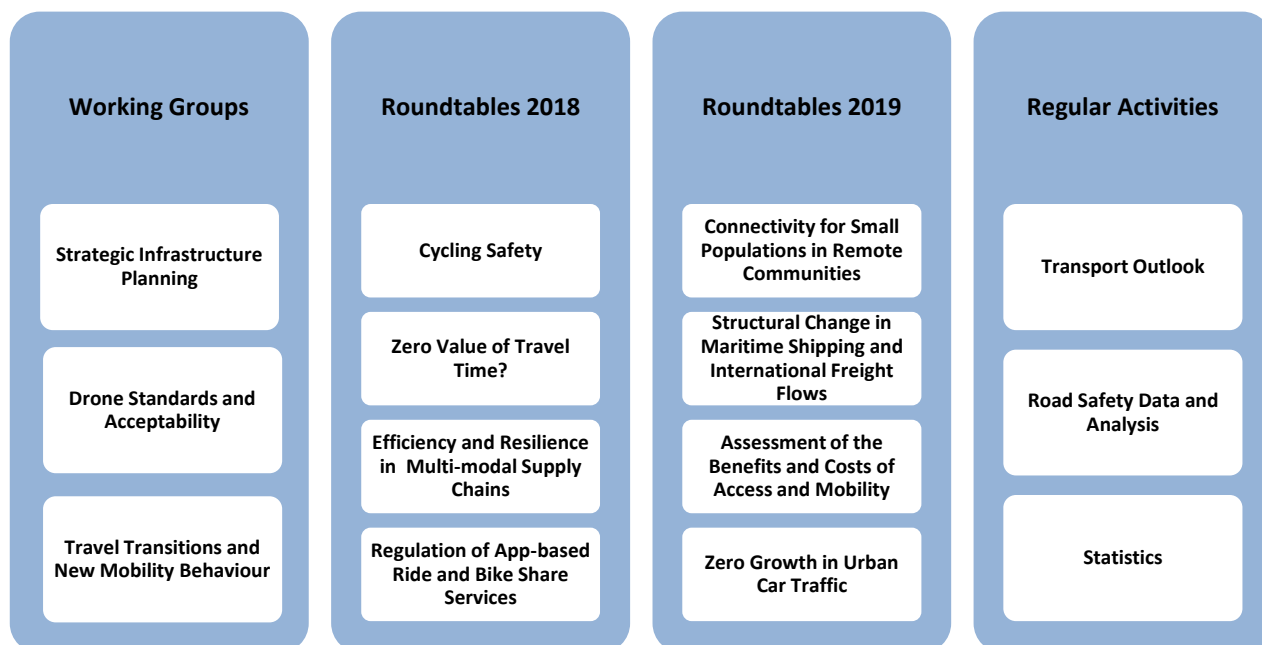 Working Groups
Strategic Infrastructure
Planning
Drone Standards and
Acceptability
Travel Transitions and
New Mobility Behaviour
Roundtables 2018
Cycling Safety
Zero Value of Travel
Time?
Efficiency and Resilience
in Multi-modal Supply
Chains
Regulation of App-based
Ride and Bike Share
Services
Roundtables 2019
Connectivity for Small
Populations in Remote
Communities
Structural Change in
Maritime Shipping and
International Freight
Flows
Assessment of the
Benefits and Costs of
Access and Mobility
Zero Growth in Urban
Car Traffic
Regular Activities
Transport Outlook
Road Safety Data and
Analysis
Statistics